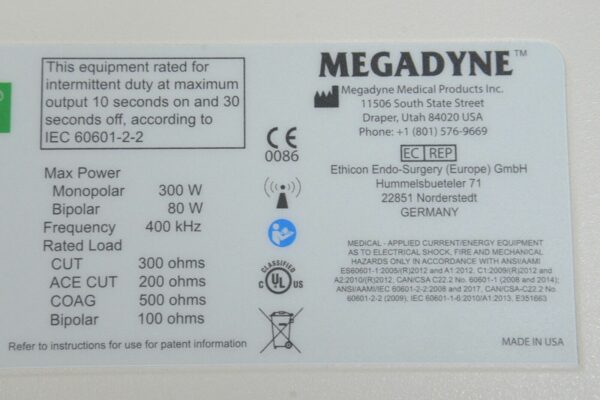 This equipment rated for
intermittent duty at maximum
output 10 seconds on and 30
seconds off, according to
IEC 60601-2-2
Max Power
Monopolar 300 W
Bipolar 80 W
Frequency 400 kHz
Rated Load
CUT 300 ohms
ACE CUT 200 ohms
COAG 500 ohms
Bipolar 100 ohms
Refer to instructions for use for patent information
CE
0086
CLASSIFIED
C UL US
MEGADYNE™
Megadyne Medical Products Inc.
11506 South State Street
Draper, Utah 84020 USA
Phone: +1 (801) 576-9669
EC REP
Ethicon Endo-Surgery (Europe) GmbH
Hummelsbueteler 71
22851 Norderstedt
GERMANY
MEDICAL - APPLIED CURRENT/ENERGY EQUIPMENT
AS TO ELECTRICAL SHOCK, FIRE AND MECHANICAL
HAZARDS ONLY IN ACCORDANCE WITH ANSI/AAMI
ES60601-1:2005/(R)2012 and A1:2012, C1:2009/(R)2012 and
A2:2010/(R)2012, CAN/CSA C22.2 No. 60601-1 (2008 and 2014);
ANSI/AAMI/IEC 60601-2-2:2008 and 2017, CAN/CSA-C22.2 No.
60601-2-2 (2009), IEC 60601-1-6:2010/A1:2013, E351663
MADE IN USA